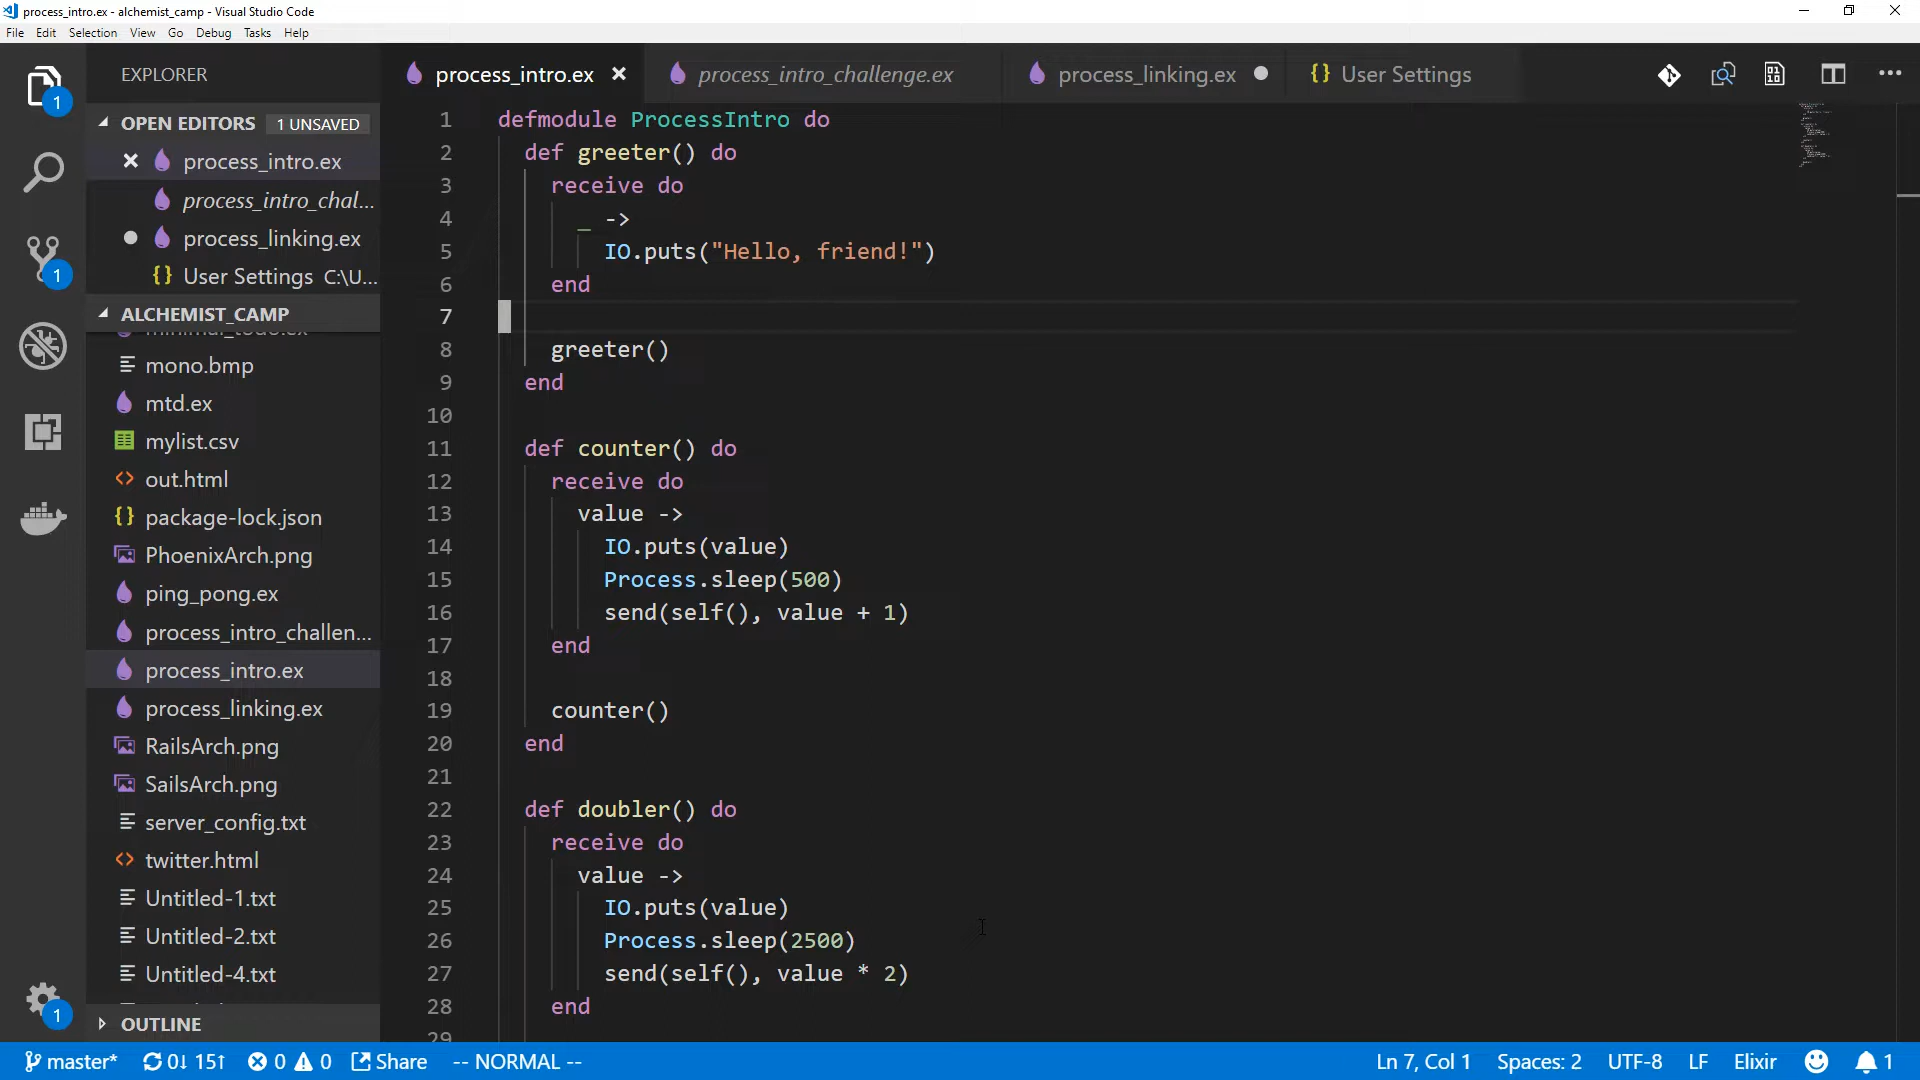 process_intro.ex - alchemist_camp - Visual Studio Code
File Edit Selection View Go Debug Tasks Help
EXPLORER
OPEN EDITORS 1 UNSAVED
process_intro.ex
process_intro_chal...
process_linking.ex
User Settings C:\U...
ALCHEMIST_CAMP
minimal_todo.ex
mono.bmp
mtd.ex
mylist.csv
out.html
package-lock.json
PhoenixArch.png
ping_pong.ex
process_intro_challen...
process_intro.ex
process_linking.ex
RailsArch.png
SailsArch.png
server_config.txt
twitter.html
Untitled-1.txt
Untitled-2.txt
Untitled-4.txt
OUTLINE
1
1
1
process_intro.ex process_intro_challenge.ex process_linking.ex User Settings
1 defmodule ProcessIntro do
2 def greeter() do
3 receive do
4 _ ->
5 IO.puts("Hello, friend!")
6 end
7
8 greeter()
9 end
10
11 def counter() do
12 receive do
13 value ->
14 IO.puts(value)
15 Process.sleep(500)
16 send(self(), value + 1)
17 end
18
19 counter()
20 end
21
22 def doubler() do
23 receive do
24 value ->
25 IO.puts(value)
26 Process.sleep(2500)
27 send(self(), value * 2)
28 end
29
master* 0↓ 15↑ 0 0 Share -- NORMAL -- Ln 7, Col 1 Spaces: 2 UTF-8 LF Elixir 1